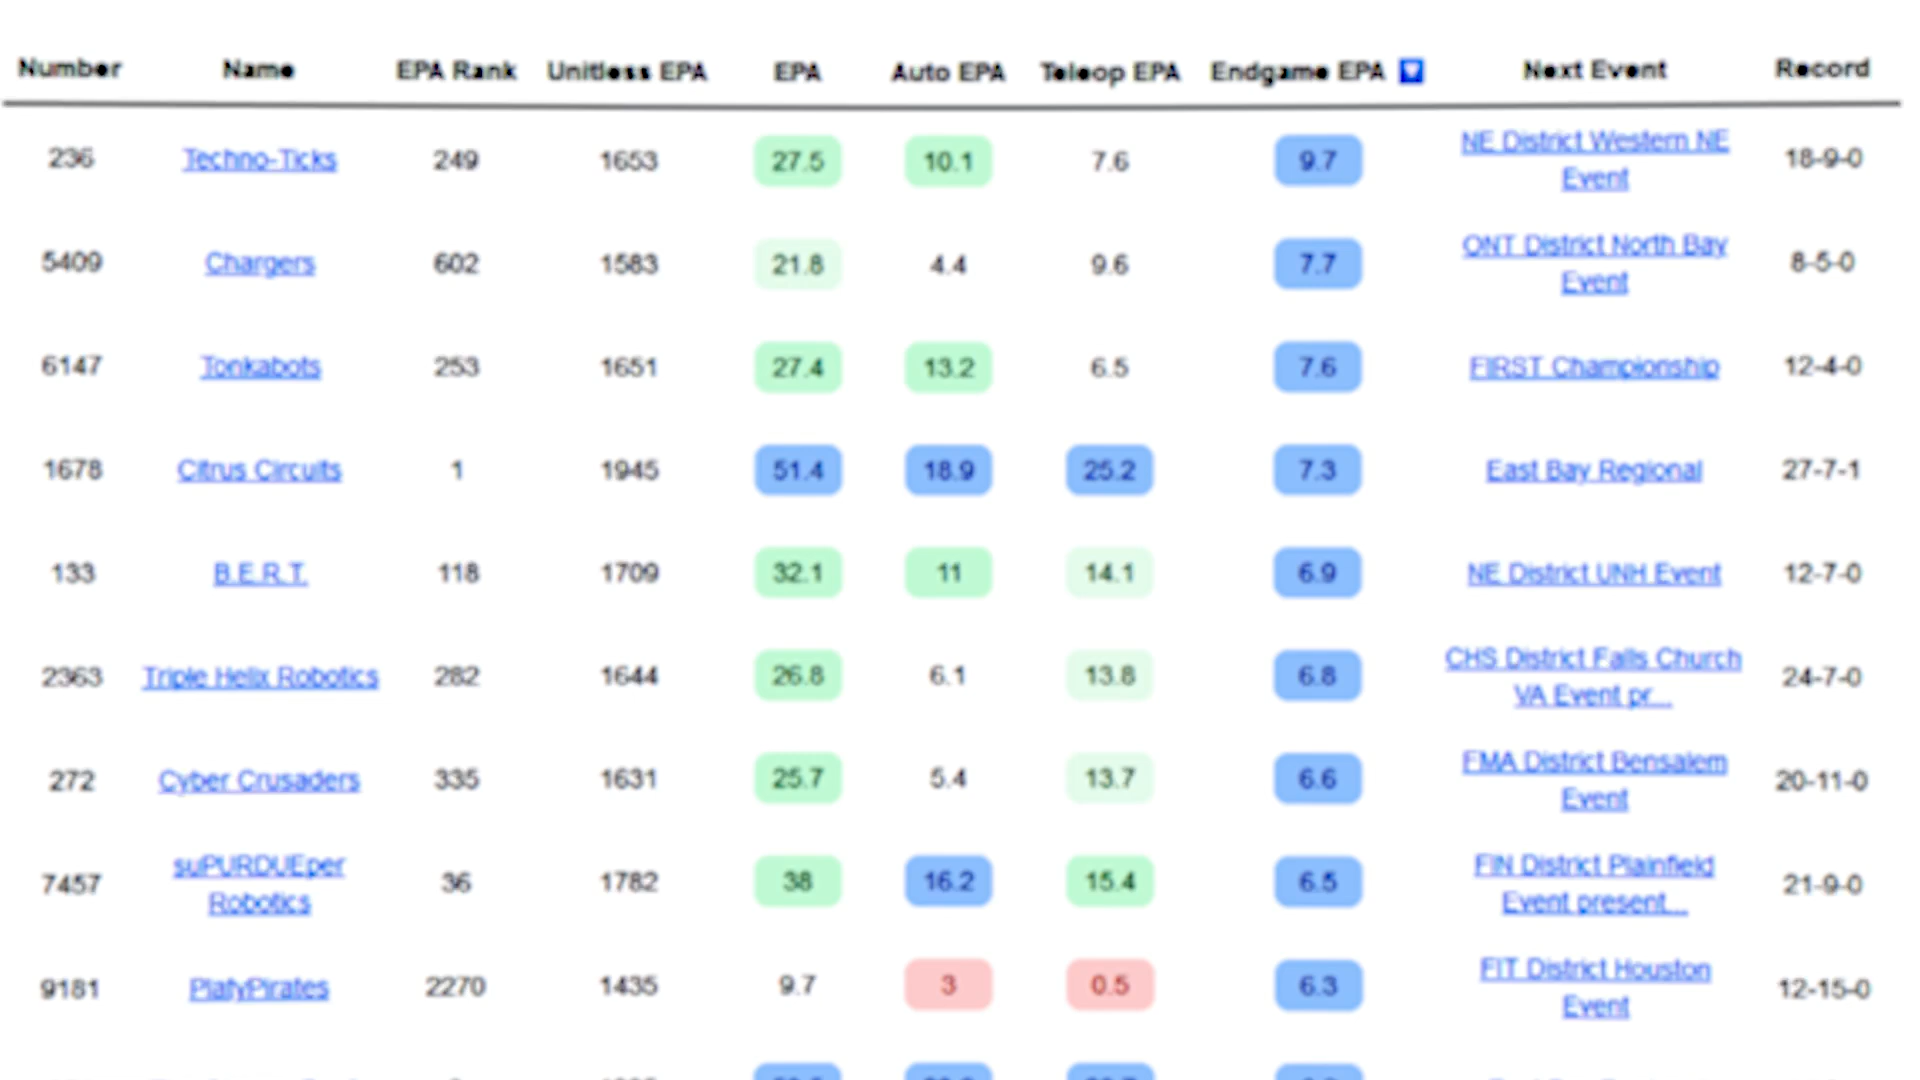 Number Name EPA Rank Unitless EPA EPA Auto EPA Teleop EPA Endgame EPA Next Event Record
236 Techno-Ticks 249 1653 27.5 10.1 7.6 9.7 NE District Western NE 18-9-0
Event
5409 Chargers 602 1583 21.8 4.4 9.6 7.7 ONT District North Bay 8-5-0
Event
6147 Tonkabots 253 1651 27.4 13.2 6.5 7.6 FIRST Championship 12-4-0
1678 Citrus Circuits 1 1945 51.4 18.9 25.2 7.3 East Bay Regional 27-7-1
133 B.E.R.T. 118 1709 32.1 11 14.1 6.9 NE District UNH Event 12-7-0
2363 Triple Helix Robotics 282 1644 26.8 6.1 13.8 6.8 CHS District Falls Church 24-7-0
VA Event pr...
272 Cyber Crusaders 335 1631 25.7 5.4 13.7 6.6 FMA District Bensalem 20-11-0
Event
7457 suPURDUEper 36 1782 38 16.2 15.4 6.5 FIN District Plainfield 21-9-0
Robotics Event present...
9181 PlatyPirates 2270 1435 9.7 3 0.5 6.3 FIT District Houston 12-15-0
Event